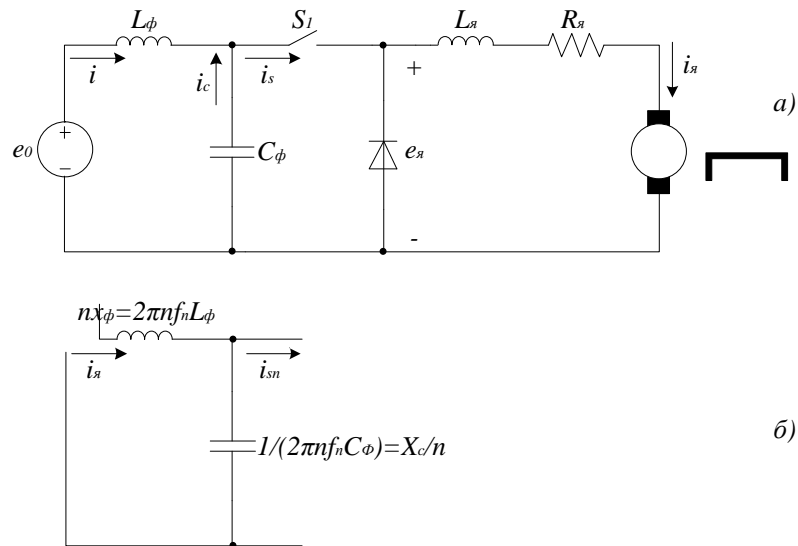 Lф S1 Lя Rя
i ic is + iя
а)
e0 + − Cф eя
-
nxф=2πnfnLф
iя isn
б)
1/(2πnfnCФ)=Xc/n